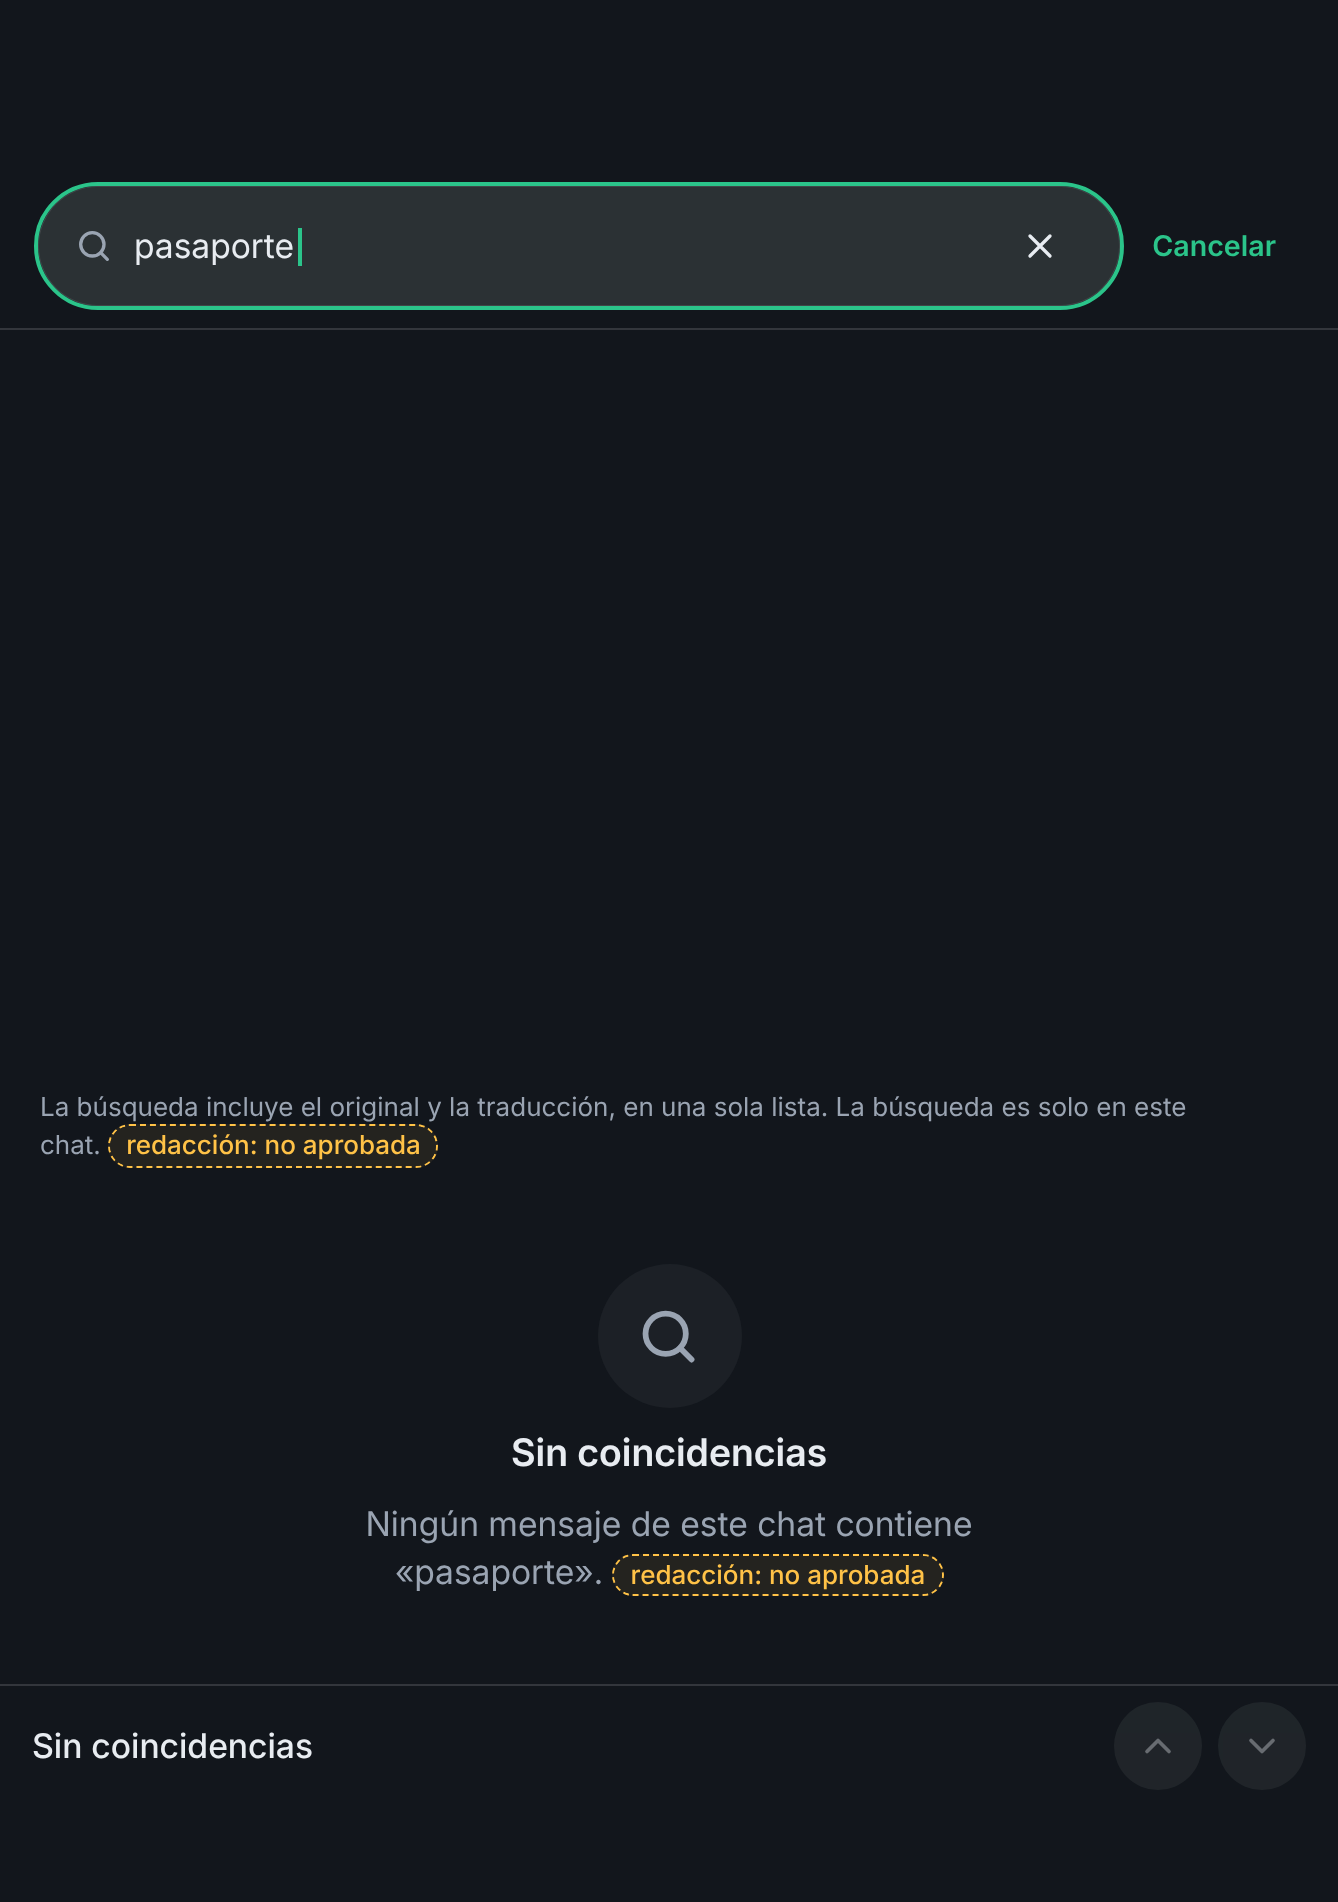 pasaporte
Cancelar
La búsqueda incluye el original y la traducción, en una sola lista. La búsqueda es solo en este
chat. redacción: no aprobada
Sin coincidencias
Ningún mensaje de este chat contiene
«pasaporte». redacción: no aprobada
Sin coincidencias